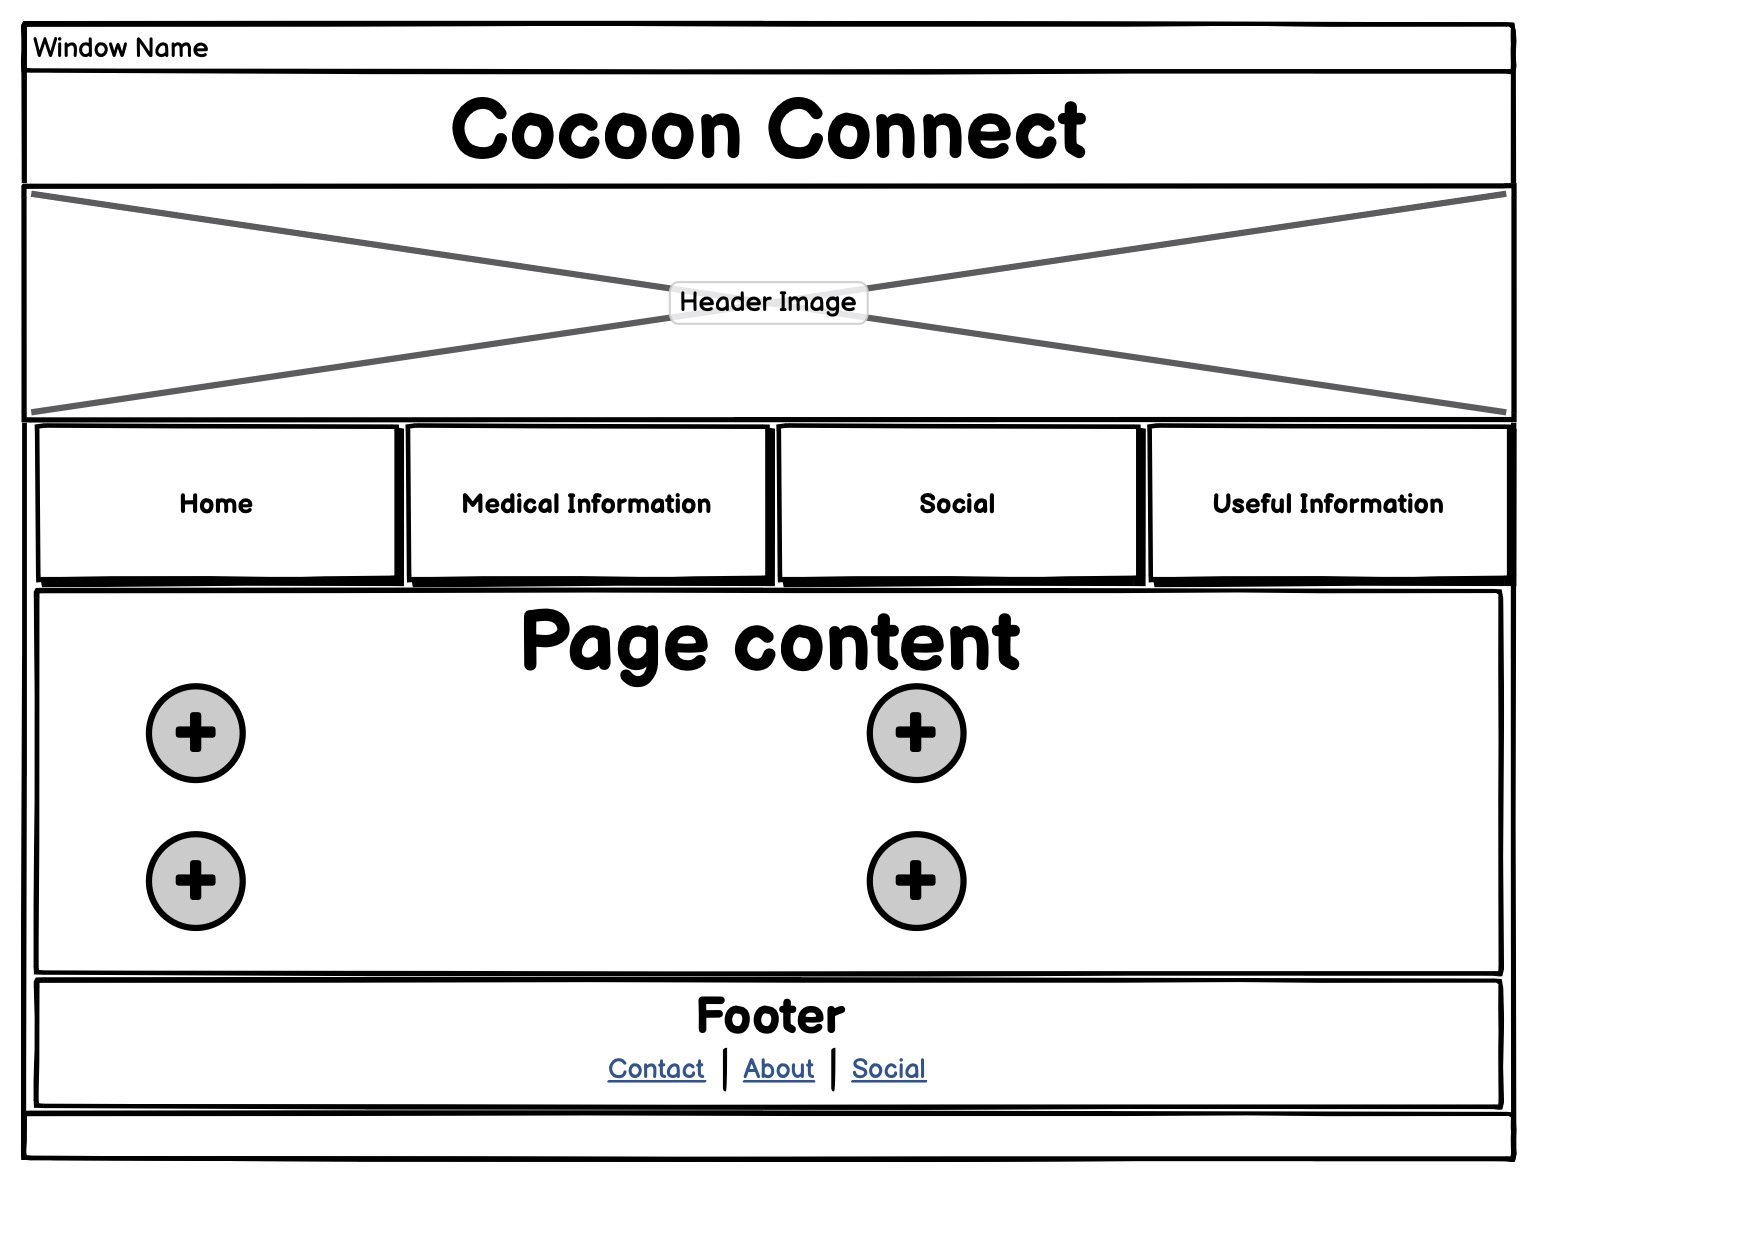 Window Name
Cocoon Connect
Header Image
Home
Medical Information
Social
Useful Information
Page content
Footer
Contact | About | Social